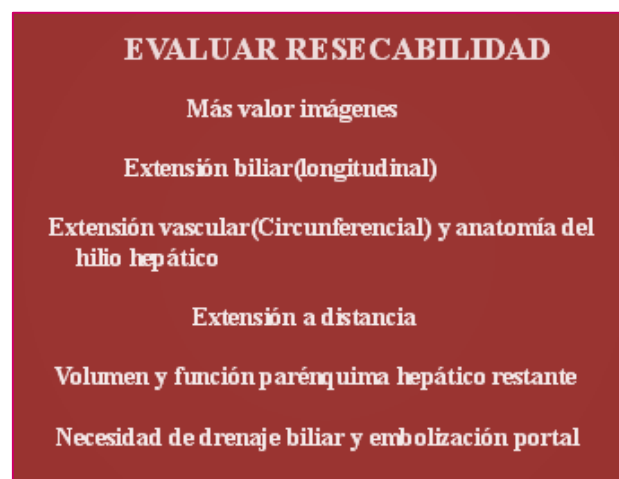 EVALUAR RESECABILIDAD
Más valor imágenes
Extensión biliar(longitudinal)
Extensión vascular(Circunferencial) y anatomía del
hilio hepático
Extensión a distancia
Volumen y función parénquima hepático restante
Necesidad de drenaje biliar y embolización portal